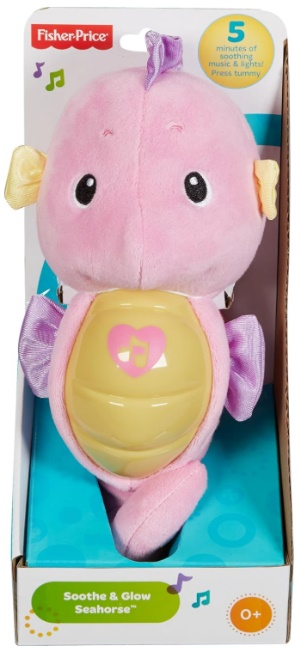 Fisher-Price®
5
minutes of
soothing
music & lights!
Press tummy
Soothe & Glow
Seahorse™
0+